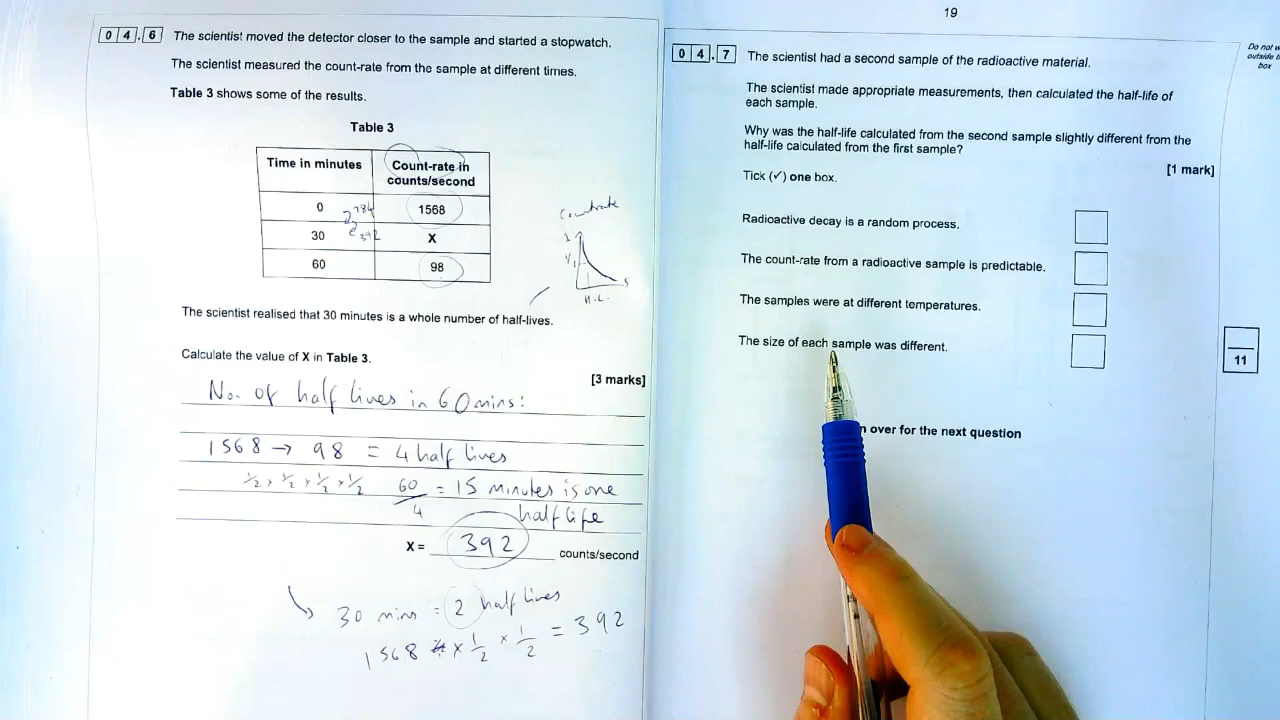 04.6 The scientist moved the detector closer to the sample and started a stopwatch.
The scientist measured the count-rate from the sample at different times.
Table 3 shows some of the results.
Table 3
Time in minutes Count-rate in counts/second
0 1568
784
30 X
392
60 98
Countrate
1
1/2
H.L.
The scientist realised that 30 minutes is a whole number of half-lives.
Calculate the value of X in Table 3.
[3 marks]
No. of half lives in 60 mins:
1568 → 98 = 4 half lives
1/2 × 1/2 × 1/2 × 1/2 60/4 = 15 minutes is one
half life
X = 392 counts/second
30 mins = 2 half lives
1568 × 1/2 × 1/2 = 392
19
Do not w
outside t
box
04.7 The scientist had a second sample of the radioactive material.
The scientist made appropriate measurements, then calculated the half-life of
each sample.
Why was the half-life calculated from the second sample slightly different from the
half-life calculated from the first sample?
[1 mark]
Tick (✓) one box.
Radioactive decay is a random process.
The count-rate from a radioactive sample is predictable.
The samples were at different temperatures.
The size of each sample was different.
11
n over for the next question